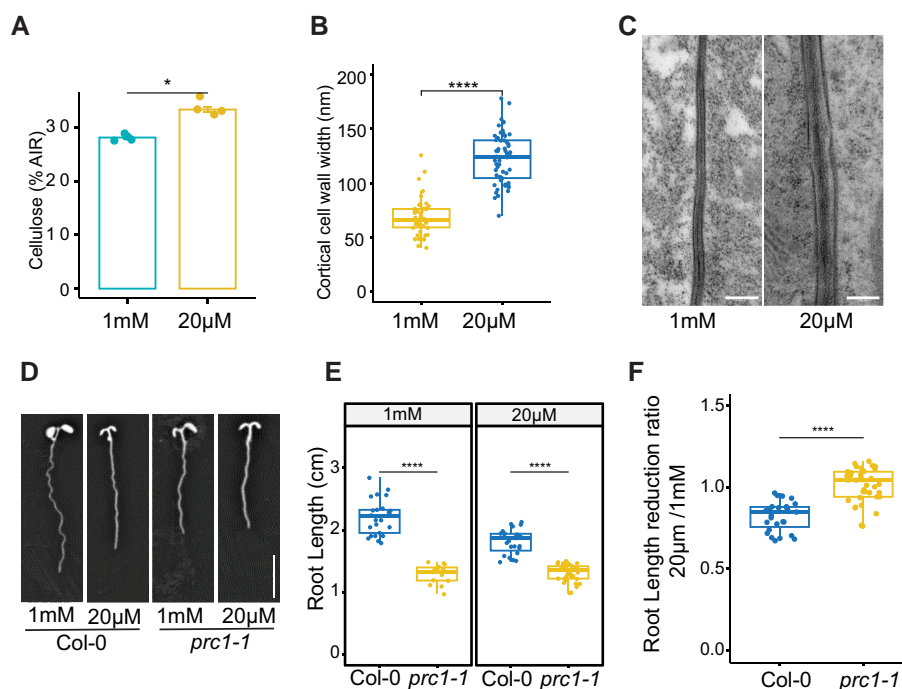 A
Cellulose (% AIR)
30
20
10
0
*
1mM
20µM
B
Cortical cell wall width (nm)
200
150
100
50
0
****
1mM
20µM
C
1mM
20µM
D
1mM
20µM
1mM
20µM
Col-0
prc1-1
E
Root Length (cm)
3
2
1
0
1mM
20µM
****
****
Col-0
prc1-1
Col-0
prc1-1
F
Root Length reduction ratio
20µm /1mM
1.5
1.0
0.5
0.0
****
Col-0
prc1-1